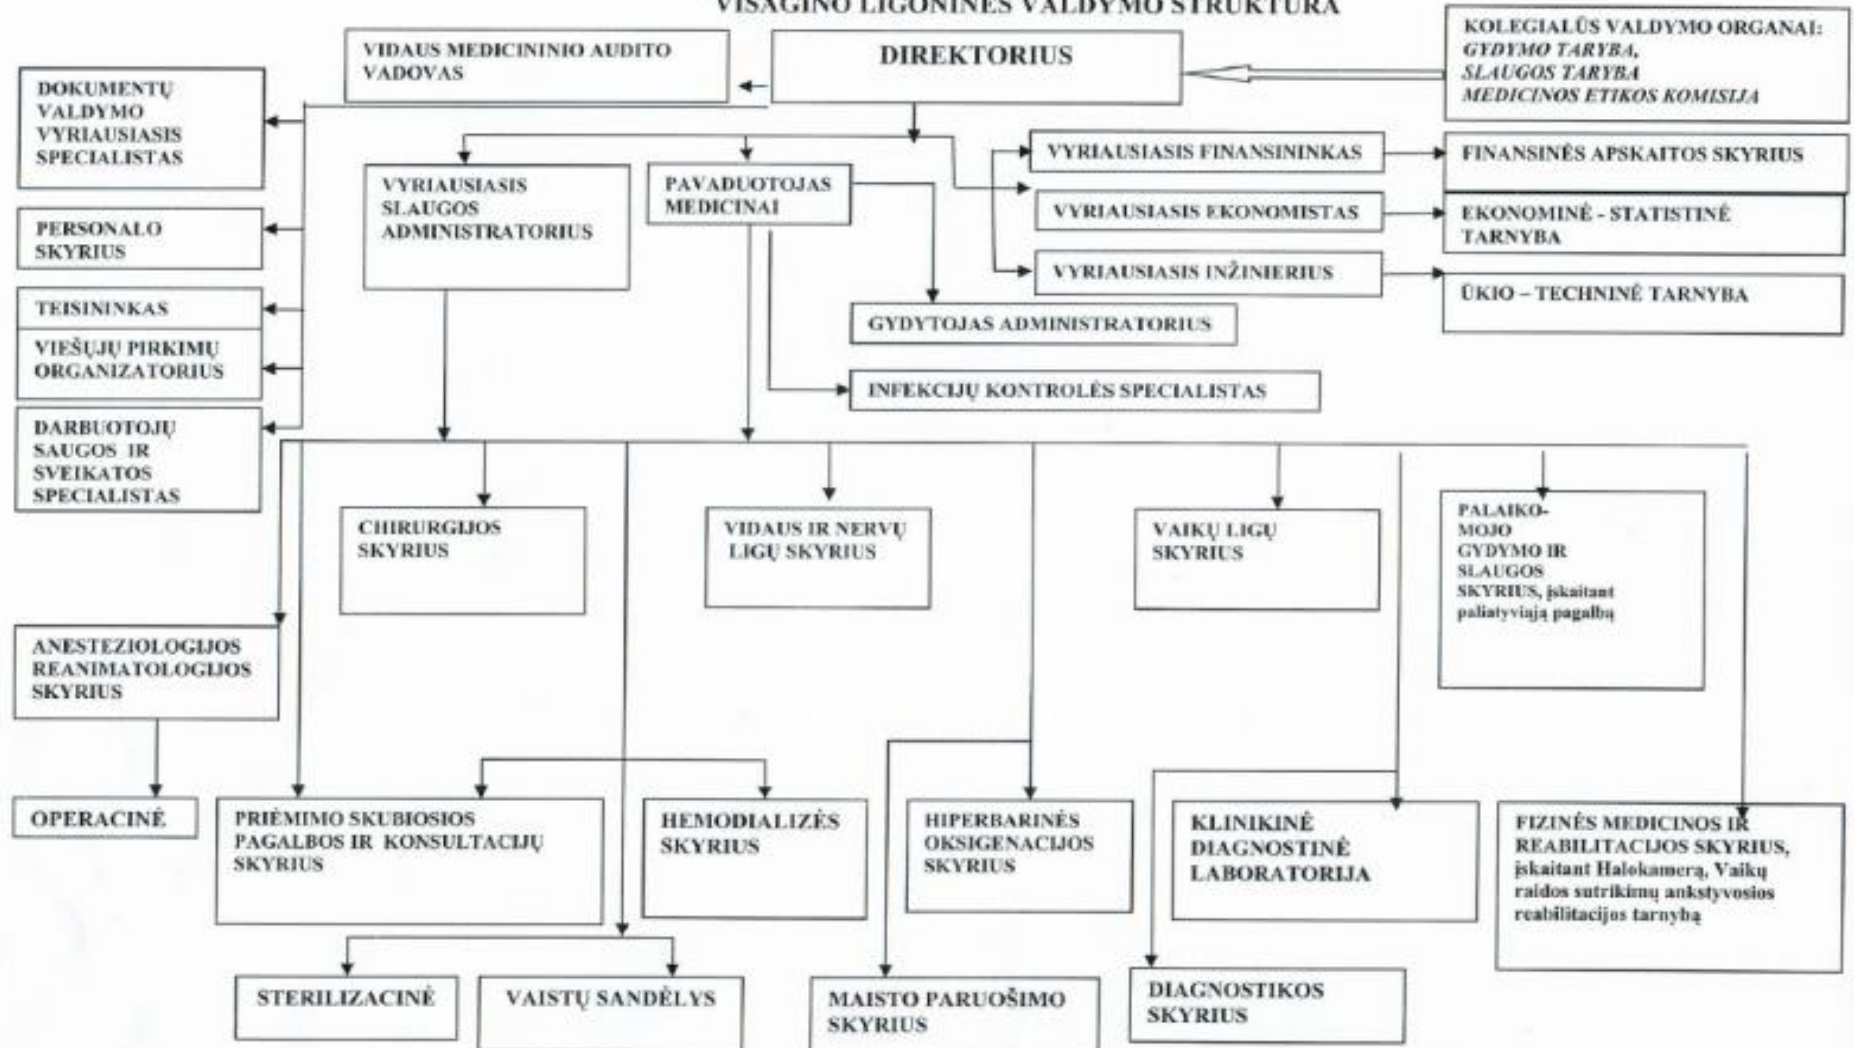 VISAGINO LIGONINĖS VALDYMO STRUKTŪRA
VIDAUS MEDICININIO AUDITO
VADOVAS
DIREKTORIUS
KOLEGIALŪS VALDYMO ORGANAI:
GYDYMO TARYBA,
SLAUGOS TARYBA
MEDICINOS ETIKOS KOMISIJA
DOKUMENTŲ
VALDYMO
VYRIAUSIASIS
SPECIALISTAS
PERSONALO
SKYRIUS
TEISININKAS
VIEŠŲJŲ PIRKIMŲ
ORGANIZATORIUS
DARBUOTOJŲ
SAUGOS IR
SVEIKATOS
SPECIALISTAS
VYRIAUSIASIS
SLAUGOS
ADMINISTRATORIUS
PAVADUOTOJAS
MEDICINAI
VYRIAUSIASIS FINANSININKAS
FINANSINĖS APSKAITOS SKYRIUS
VYRIAUSIASIS EKONOMISTAS
EKONOMINĖ - STATISTINĖ
TARNYBA
VYRIAUSIASIS INŽINIERIUS
ŪKIO – TECHNINĖ TARNYBA
GYDYTOJAS ADMINISTRATORIUS
INFEKCIJŲ KONTROLĖS SPECIALISTAS
CHIRURGIJOS
SKYRIUS
VIDAUS IR NERVŲ
LIGŲ SKYRIUS
VAIKŲ LIGŲ
SKYRIUS
PALAIKO-
MOJO
GYDYMO IR
SLAUGOS
SKYRIUS, įskaitant
paliatyviąją pagalbą
ANESTEZIOLOGIJOS
REANIMATOLOGIJOS
SKYRIUS
OPERACINĖ
PRIĖMIMO SKUBIOSIOS
PAGALBOS IR KONSULTACIJŲ
SKYRIUS
HEMODIALIZĖS
SKYRIUS
HIPERBARINĖS
OKSIGENACIJOS
SKYRIUS
KLINIKINĖ
DIAGNOSTINĖ
LABORATORIJA
FIZINĖS MEDICINOS IR
REABILITACIJOS SKYRIUS,
įskaitant Halokamerą, Vaikų
raidos sutrikimų ankstyvosios
reabilitacijos tarnybą
STERILIZACINĖ
VAISTŲ SANDĖLYS
MAISTO PARUOŠIMO
SKYRIUS
DIAGNOSTIKOS
SKYRIUS